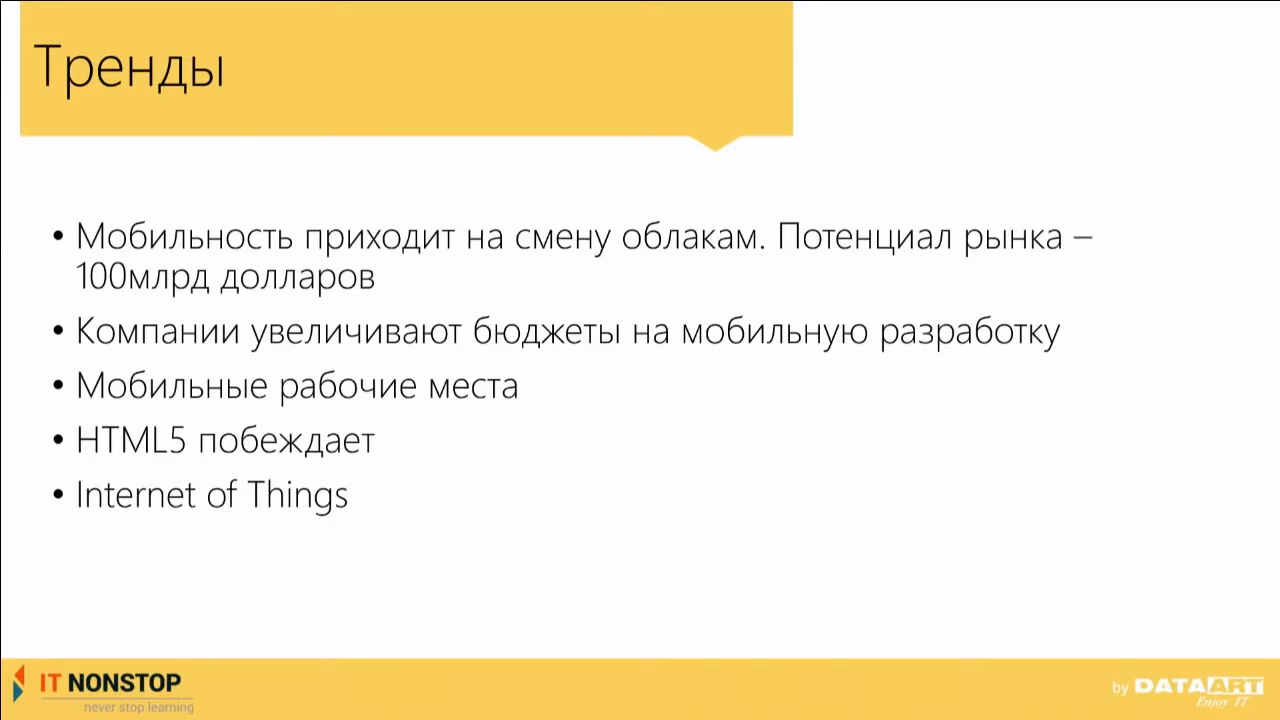 Тренды
• Мобильность приходит на смену облакам. Потенциал рынка –
100млрд долларов
• Компании увеличивают бюджеты на мобильную разработку
• Мобильные рабочие места
• HTML5 побеждает
• Internet of Things
IT NONSTOP
never stop learning
by DATAART
Enjoy IT